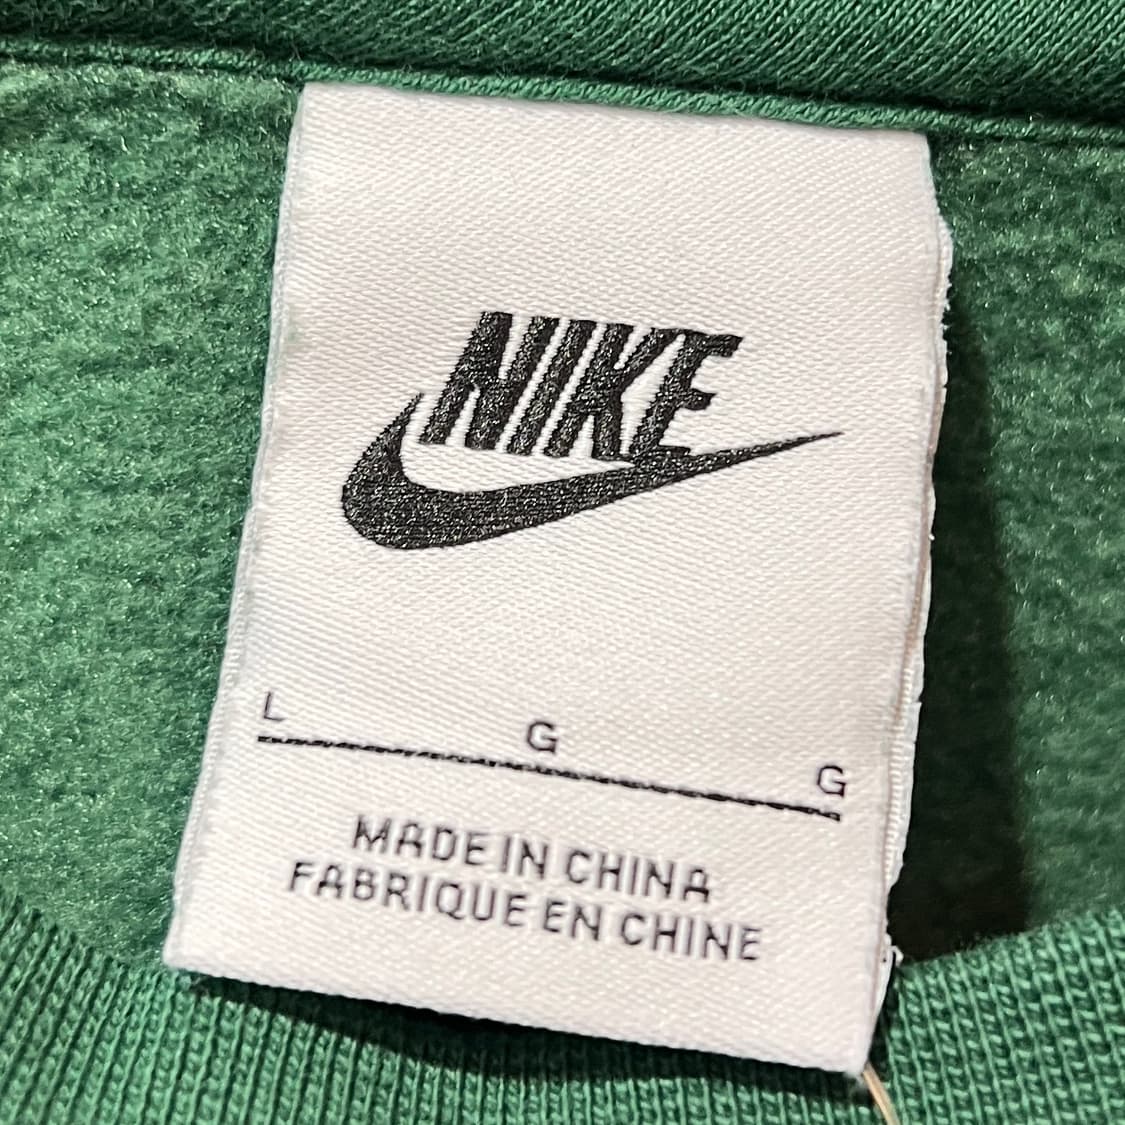 NIKE
L G G
MADE IN CHINA
FABRIQUE EN CHINE